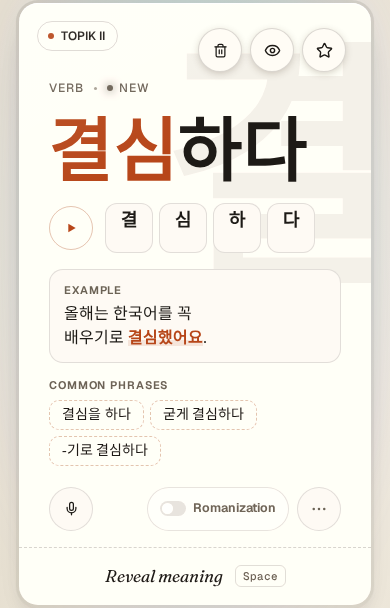 TOPIK II
VERB • NEW
결심하다
결 심 하 다
EXAMPLE
올해는 한국어를 꼭
배우기로 결심했어요.
COMMON PHRASES
결심을 하다 굳게 결심하다
-기로 결심하다
Romanization
Reveal meaning Space